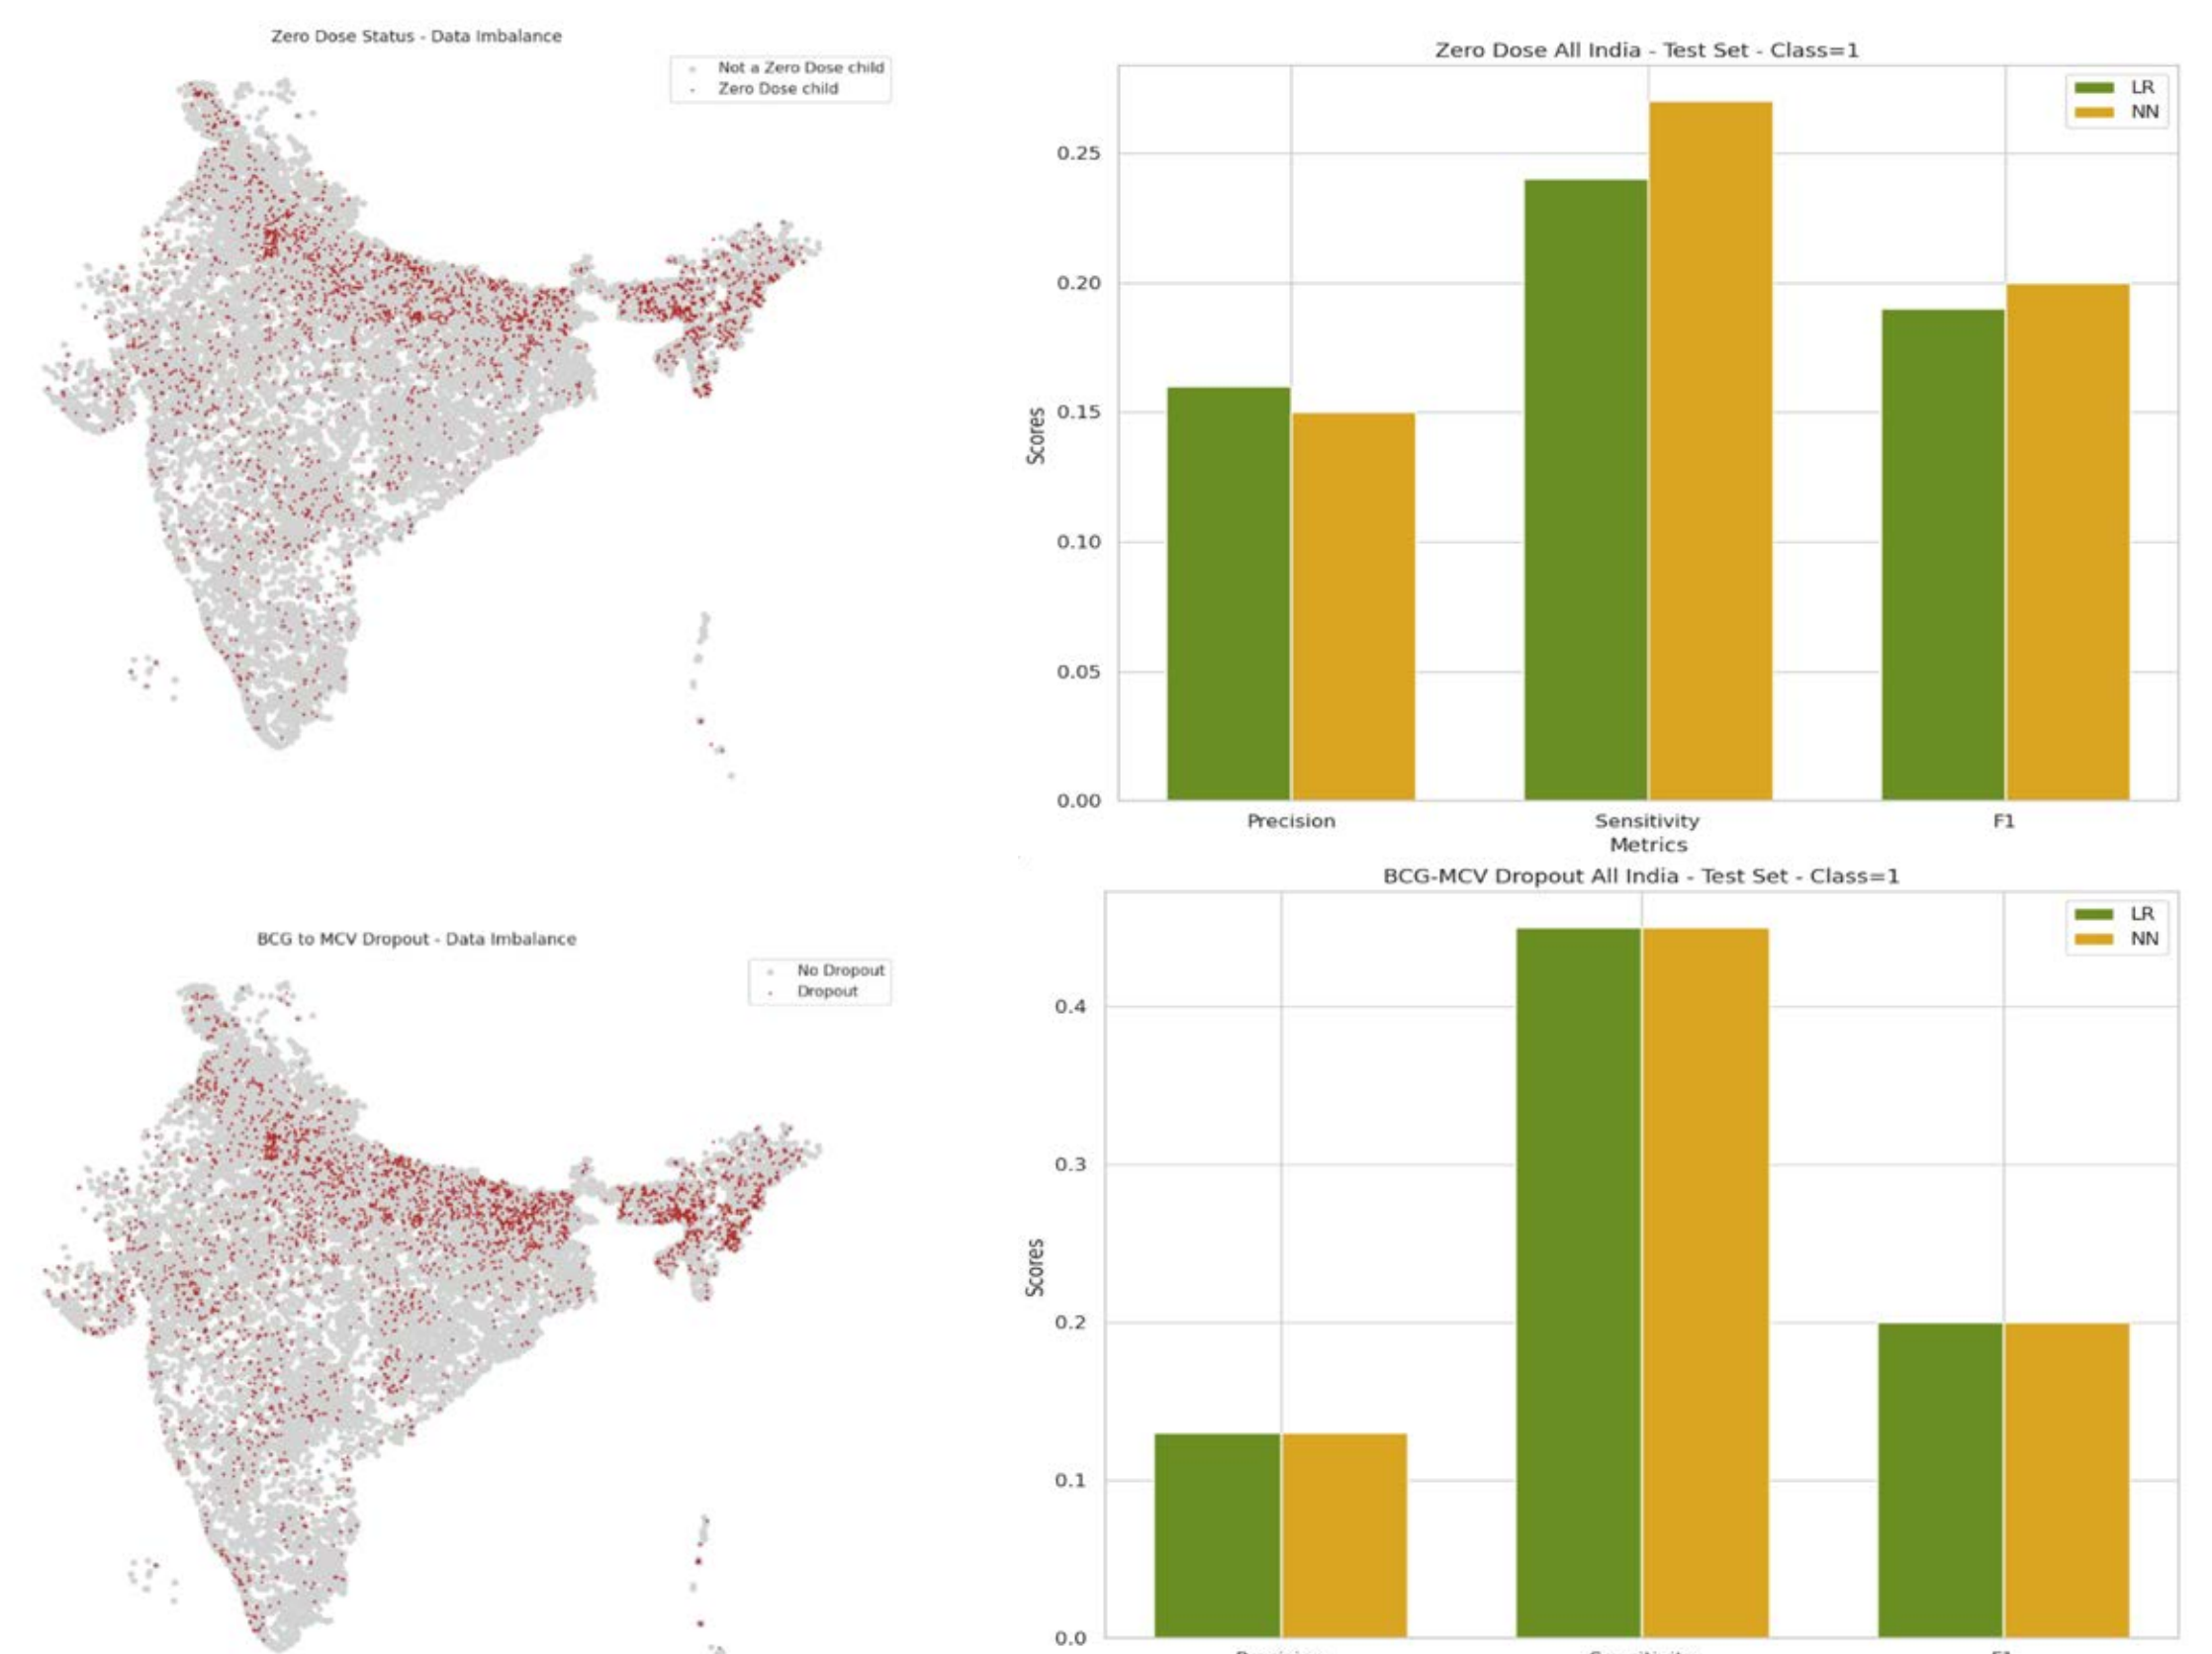 Zero Dose Status - Data Imbalance
Not a Zero Dose child
Zero Dose child
Zero Dose All India - Test Set - Class=1
LR
NN
0.25
0.20
0.15
0.10
0.05
0.00
Scores
Precision
Sensitivity
F1
Metrics
BCG to MCV Dropout - Data Imbalance
No Dropout
Dropout
BCG-MCV Dropout All India - Test Set - Class=1
LR
NN
0.4
0.3
0.2
0.1
0.0
Scores